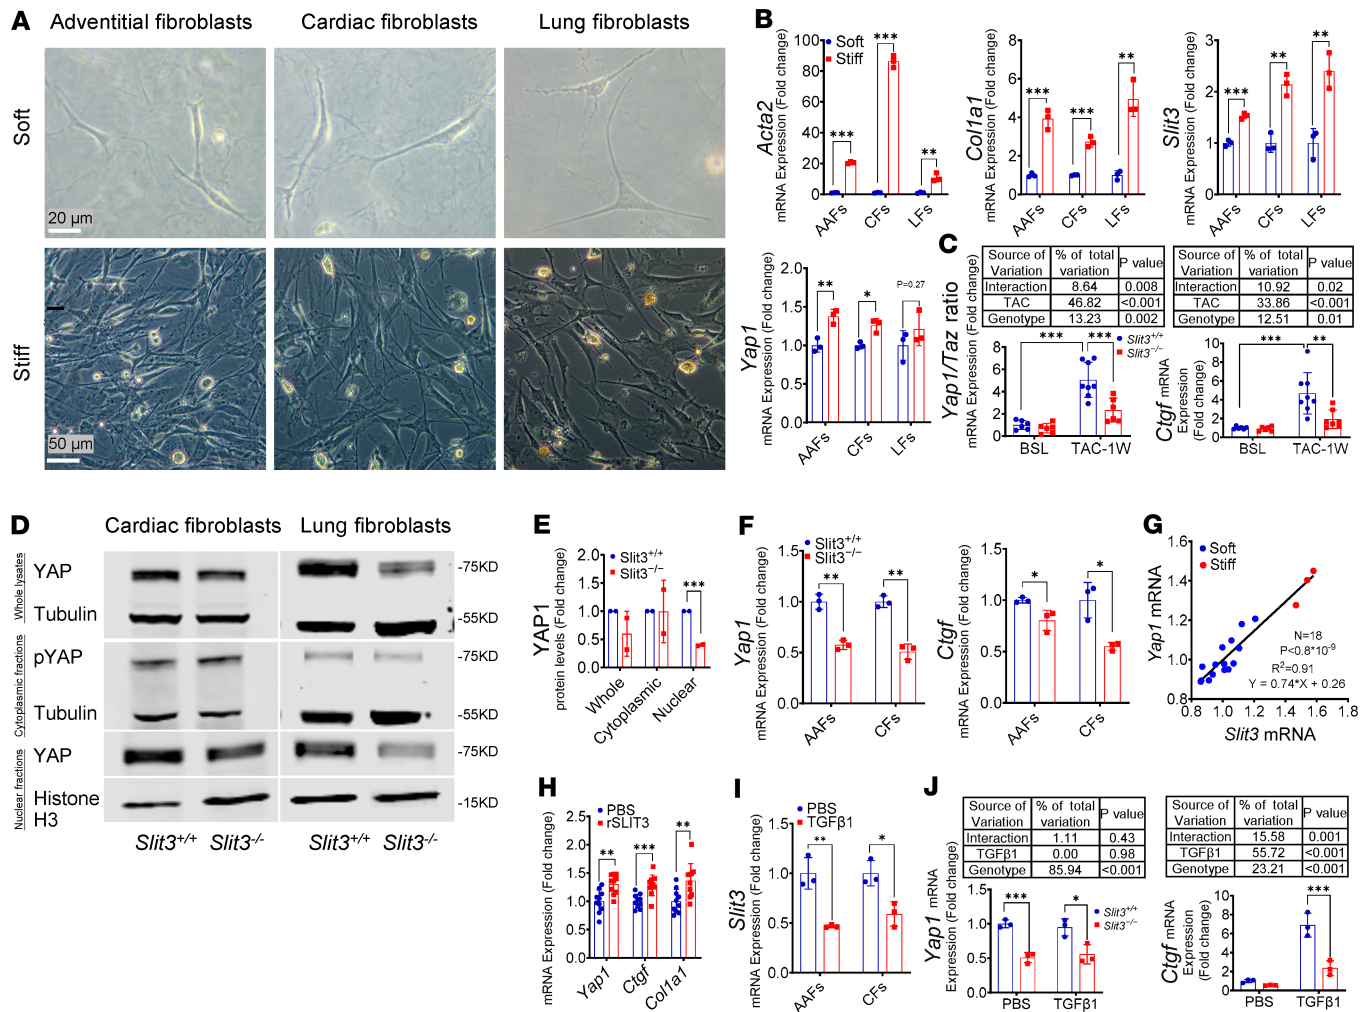 A
Adventitial fibroblasts
Cardiac fibroblasts
Lung fibroblasts
Soft
20 µm
Stiff
50 µm
B
Acta2
mRNA Expression (Fold change)
100
80
60
40
20
0
Soft
Stiff
***
***
**
AAFs
CFs
LFs
Col1a1
mRNA Expression (Fold change)
8
6
4
2
0
***
***
**
AAFs
CFs
LFs
Slit3
mRNA Expression (Fold change)
3
2
1
0
***
**
**
AAFs
CFs
LFs
Yap1
mRNA Expression (Fold change)
2.0
1.5
1.0
0.5
0.0
**
*
P=0.27
AAFs
CFs
LFs
C
Source of Variation % of total variation P value
Interaction 8.64 0.008
TAC 46.82 <0.001
Genotype 13.23 0.002
Yap1/Taz ratio
mRNA Expression (Fold change)
8
6
4
2
0
***
***
Slit3+/+
Slit3−/−
BSL
TAC-1W
Source of Variation % of total variation P value
Interaction 10.92 0.02
TAC 33.86 <0.001
Genotype 12.51 0.01
Ctgf mRNA
Expression
(Fold change)
10
8
6
4
2
0
***
**
BSL
TAC-1W
D
Cardiac fibroblasts
Lung fibroblasts
Whole lysates
YAP
-75KD
Tubulin
-55KD
Cytoplasmic fractions
pYAP
-75KD
Tubulin
-55KD
Nuclear fractions
YAP
-75KD
Histone H3
-15KD
Slit3+/+
Slit3-/-
Slit3+/+
Slit3-/-
E
YAP1
protein levels (Fold change)
2.0
1.5
1.0
0.5
0.0
Slit3+/+
Slit3−/−
***
Whole
Cytoplasmic
Nuclear
F
Yap1
mRNA Expression (Fold change)
1.5
1.0
0.5
0.0
Slit3+/+
Slit3−/−
**
**
AAFs
CFs
Ctgf
mRNA Expression (Fold change)
1.5
1.0
0.5
0.0
*
*
AAFs
CFs
G
Yap1 mRNA
1.6
1.4
1.2
1.0
0.8
Soft
Stiff
N=18
P<0.8*10-9
R2=0.91
Y = 0.74*X + 0.26
0.8 1.0 1.2 1.4 1.6 1.8
Slit3 mRNA
H
mRNA Expression (Fold change)
2.5
2.0
1.5
1.0
0.5
0.0
PBS
rSLIT3
**
***
**
Yap1
Ctgf
Col1a1
I
Slit3
mRNA Expression (Fold change)
1.5
1.0
0.5
0.0
PBS
TGFβ1
**
*
AAFs
CFs
J
Source of Variation % of total variation P value
Interaction 1.11 0.43
TGFβ1 0.00 0.98
Genotype 85.94 <0.001
Yap1 mRNA
Expression (Fold change)
1.5
1.0
0.5
0.0
***
*
Slit3+/+
Slit3−/−
PBS
TGFβ1
Source of Variation % of total variation P value
Interaction 15.58 0.001
TGFβ1 55.72 <0.001
Genotype 23.21 <0.001
Ctgf mRNA
Expression
(Fold change)
10
8
6
4
2
0
***
PBS
TGFβ1